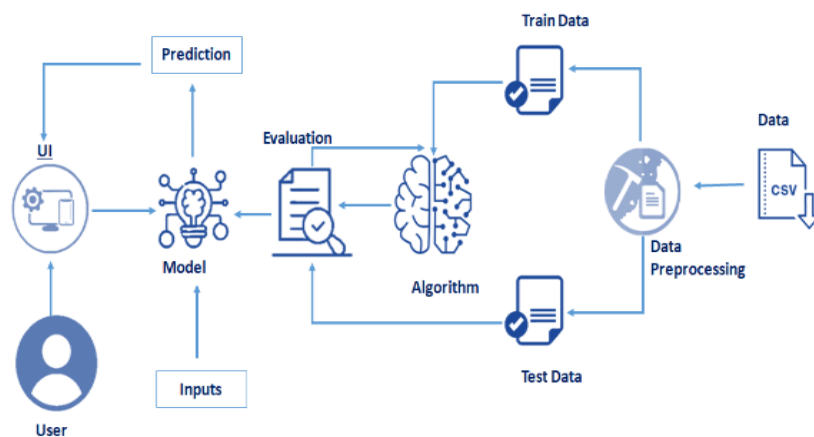 Train Data
Prediction
Evaluation
Data
UI
CSV
Model
Algorithm
Data
Preprocessing
Inputs
Test Data
User